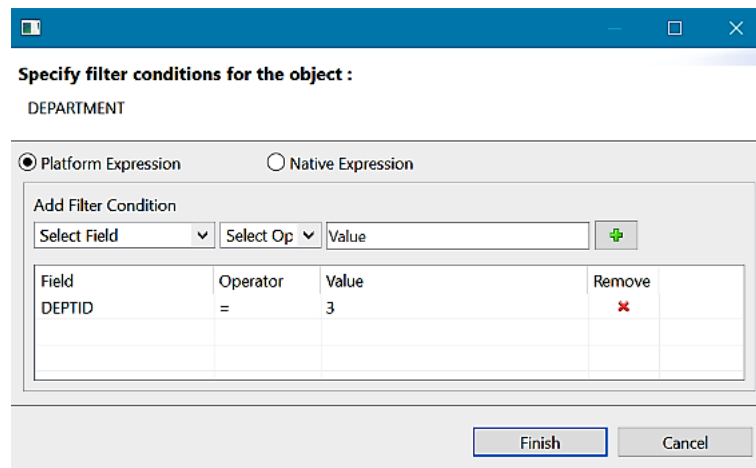 Specify filter conditions for the object :
DEPARTMENT
Platform Expression Native Expression
Add Filter Condition
Select Field Select Op Value
Field Operator Value Remove
DEPTID = 3
Finish Cancel